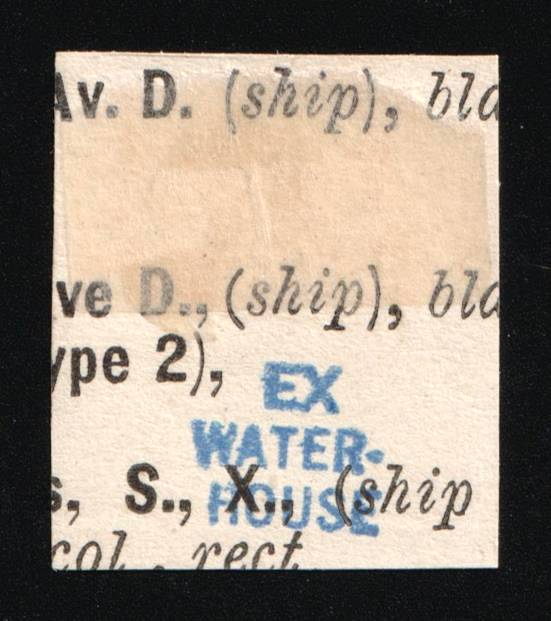 Av. D. (ship), bla
ve D., (ship), bla
ype 2),
EX
WATER-
HOUSE
s, S., X., (ship
col., rect